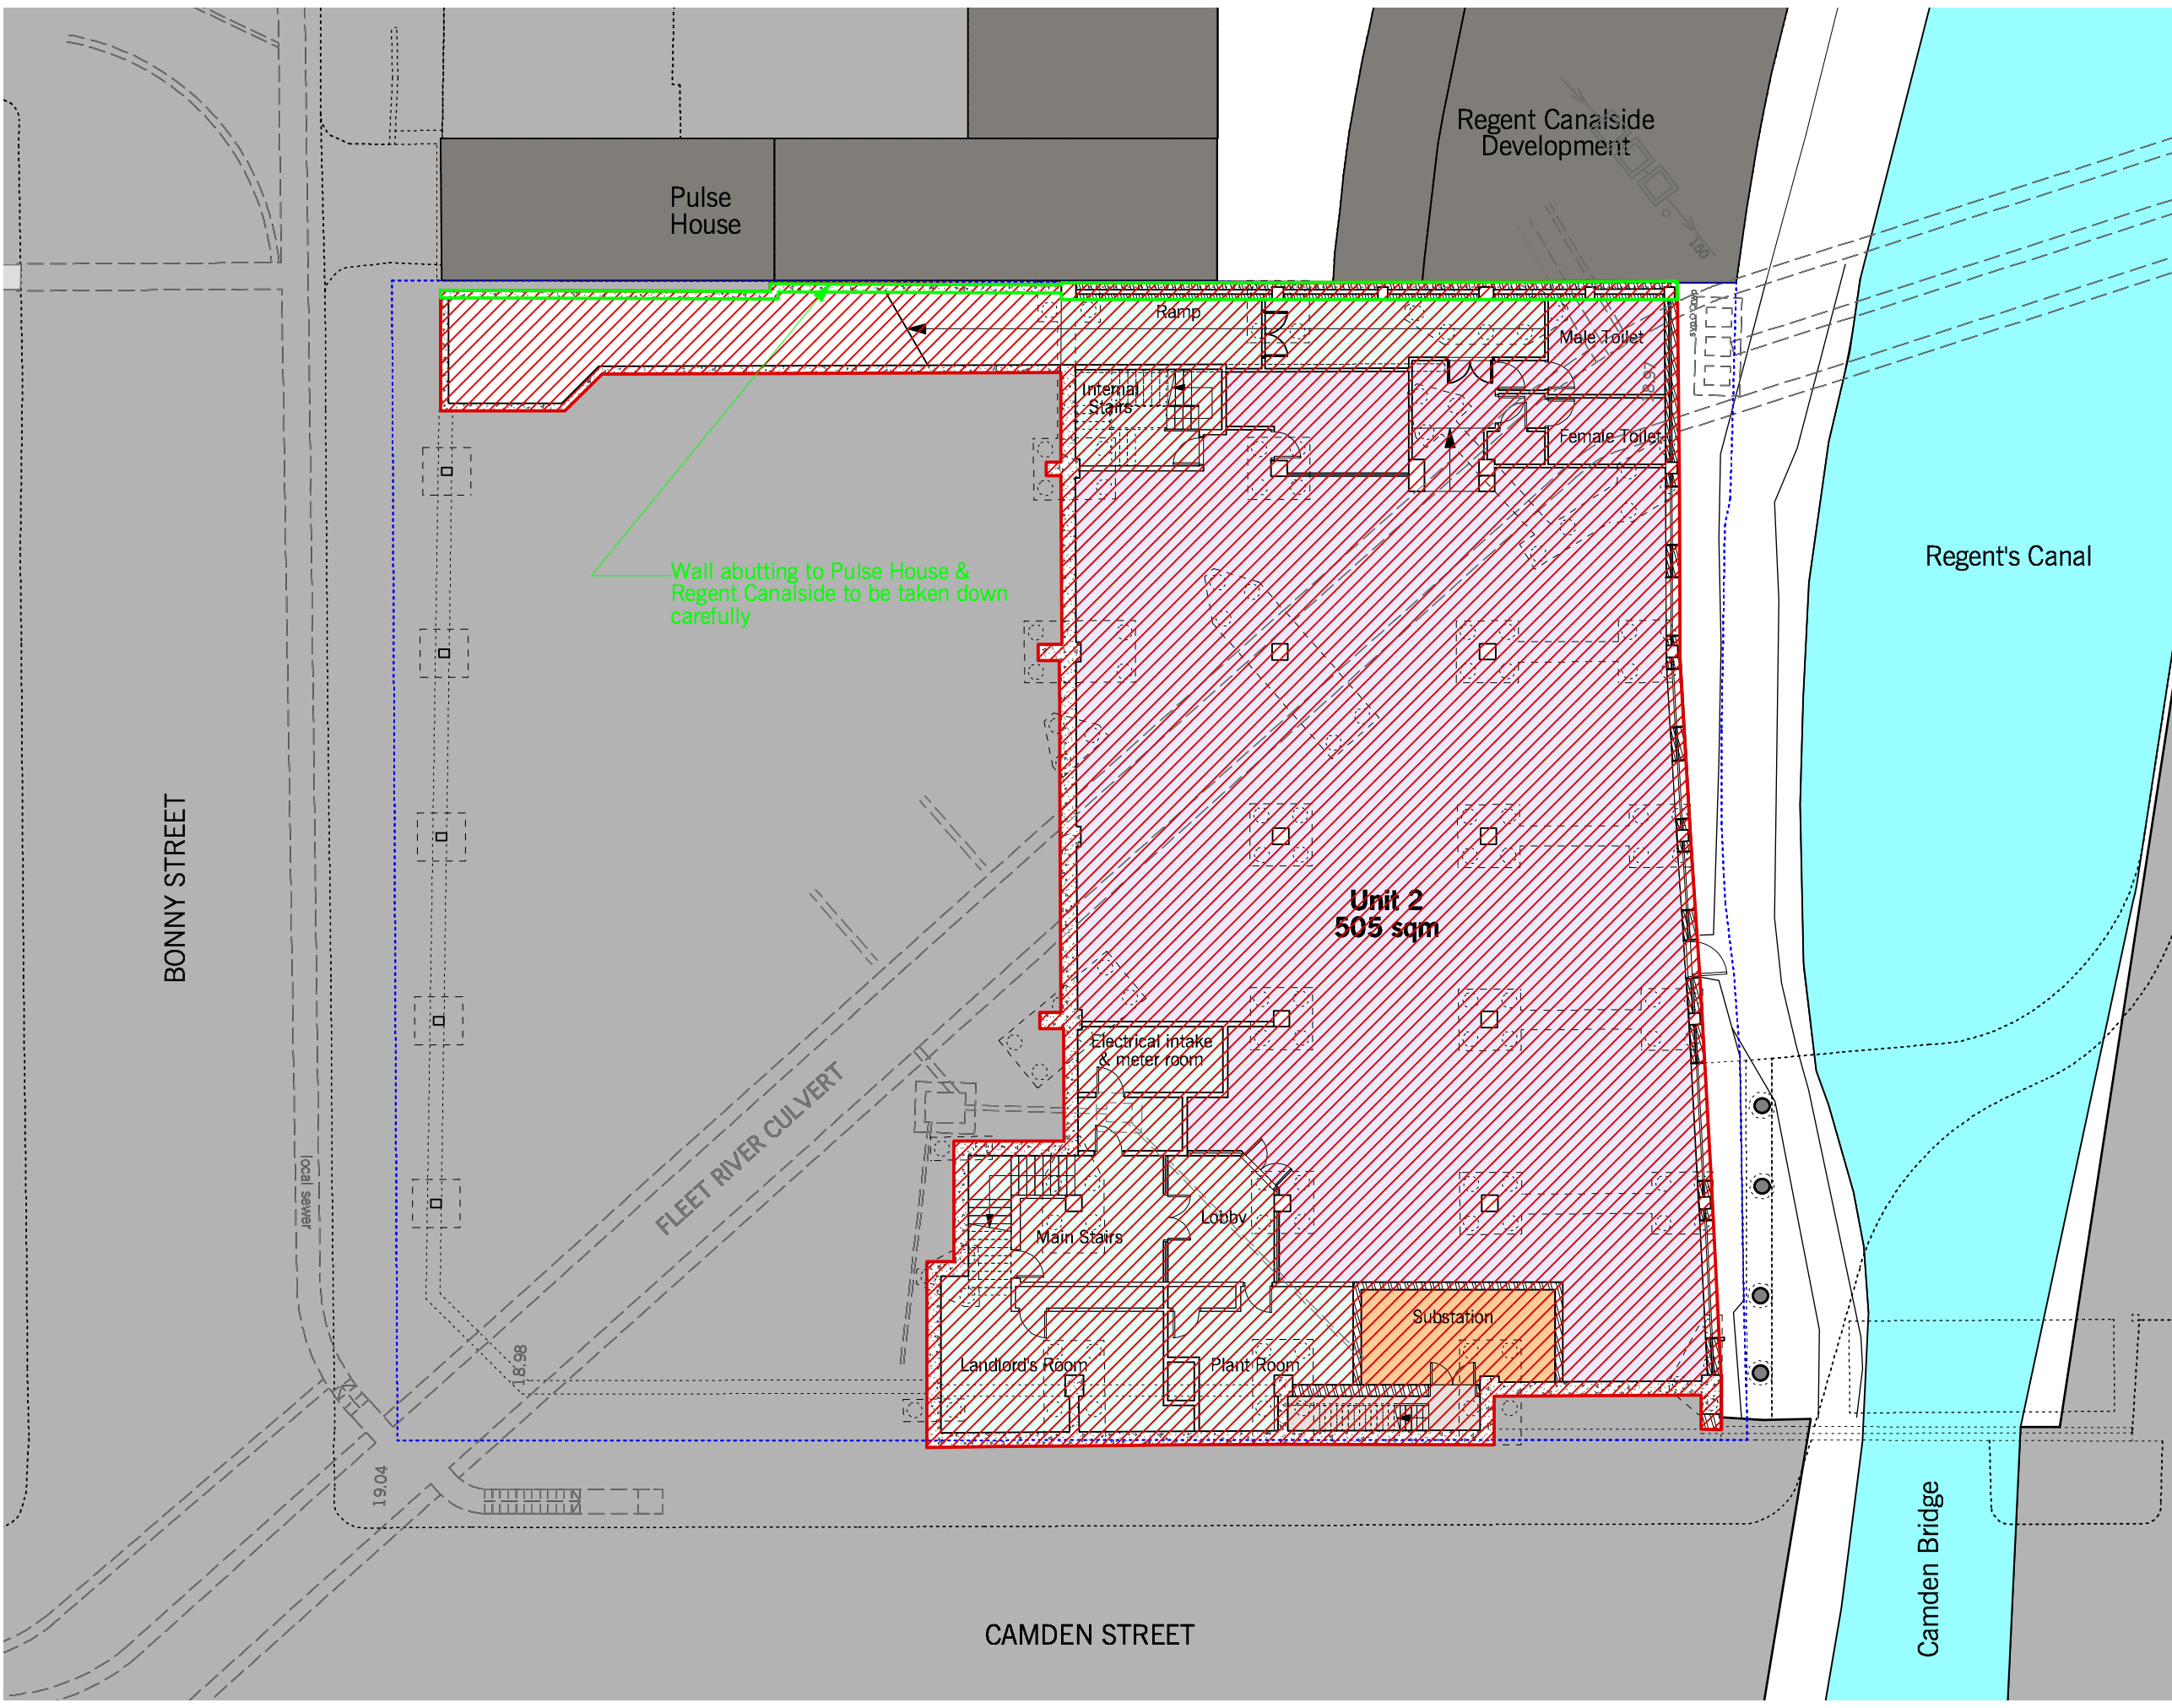 Regent Canalside
Development
Pulse
House
150
Ramp
Male Toilet
Internal
Stairs
Female Toilet
Regent's Canal
Wall abutting to Pulse House &
Regent Canalside to be taken down
carefully
BONNY STREET
Unit 2
505 sqm
Electrical intake
& meter room
FLEET RIVER CULVERT
local sewer
Lobby
Main Stairs
Substation
Landlord's Room
Plant Room
18.98
19.04
Camden Bridge
CAMDEN STREET